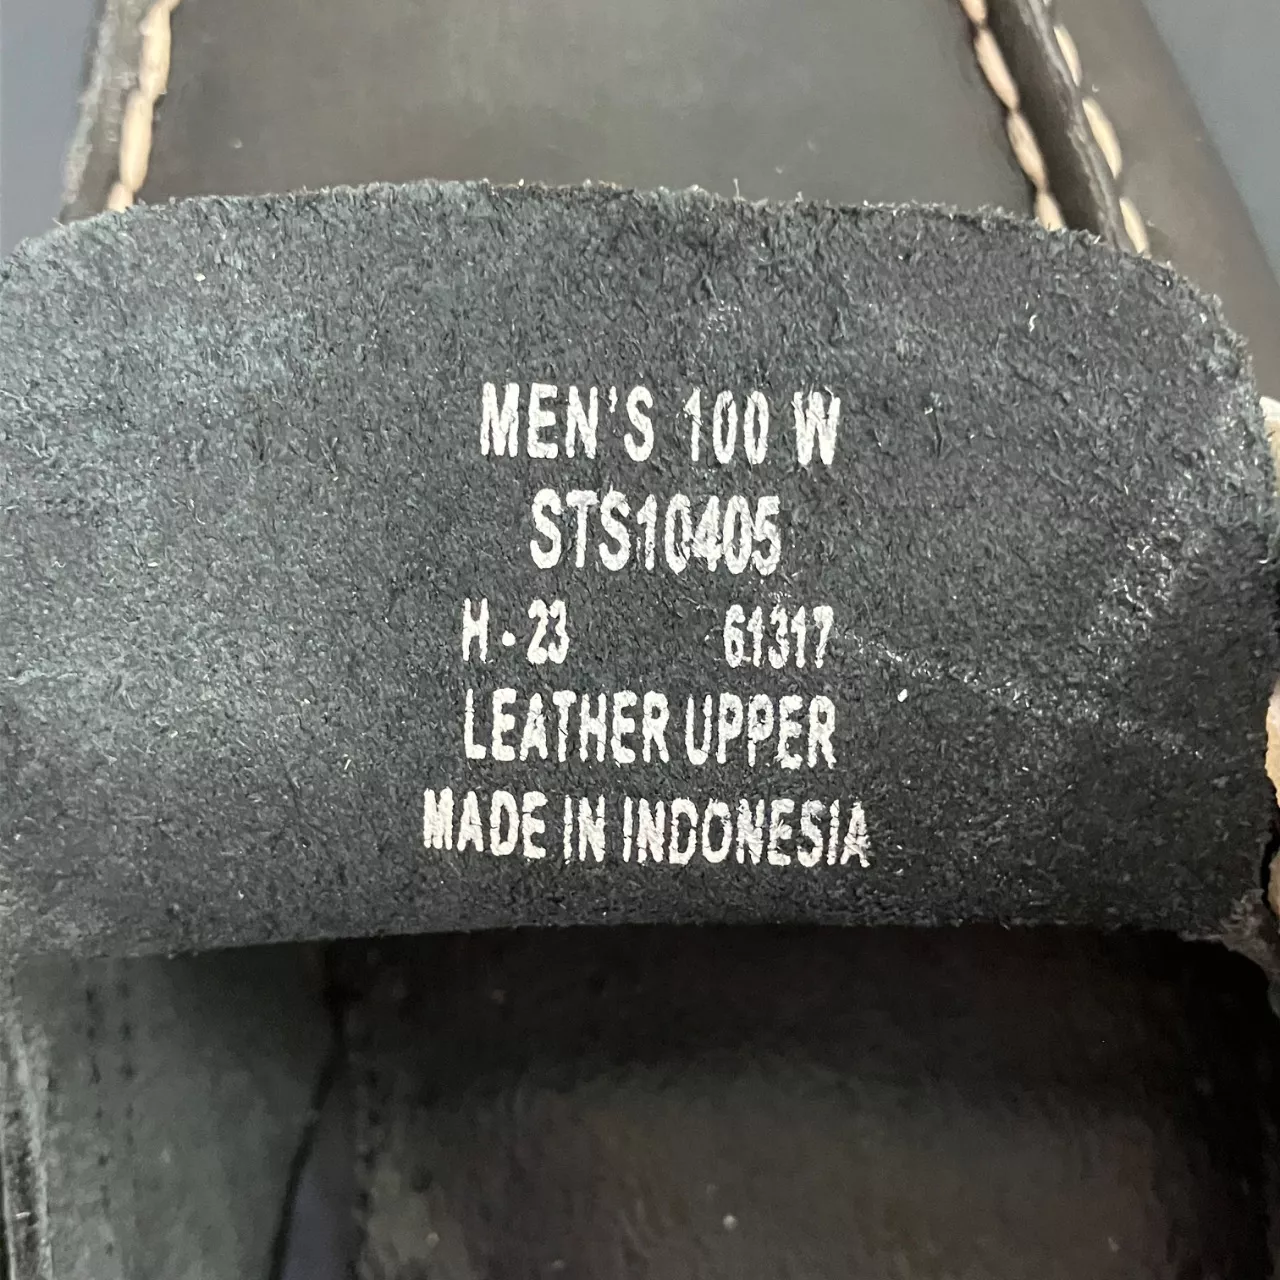 MEN'S 100 W
STS10405
H - 23 61317
LEATHER UPPER
MADE IN INDONESIA